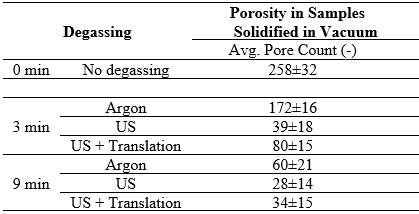 Degassing Porosity in Samples
Solidified in Vacuum
Avg. Pore Count (-)
0 min No degassing 258±32
Argon 172±16
3 min US 39±18
US + Translation 80±15
Argon 60±21
9 min US 28±14
US + Translation 34±15